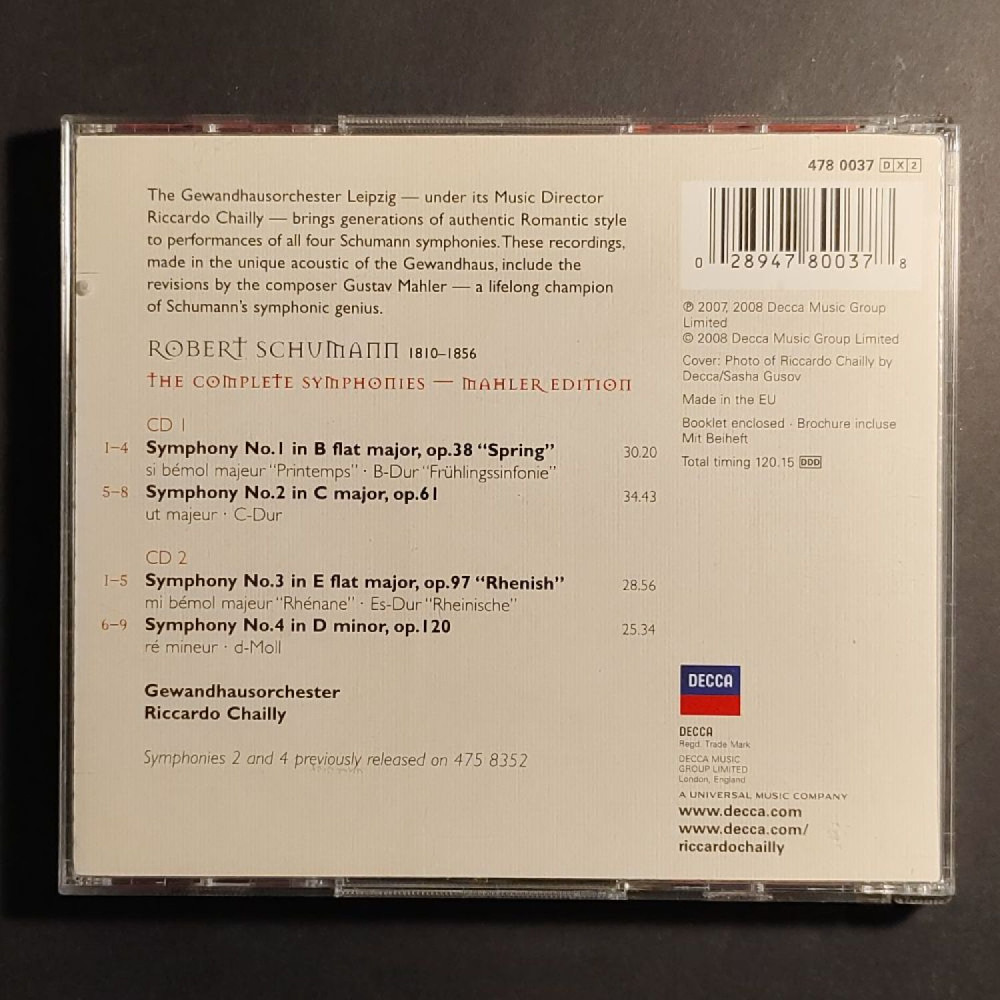 The Gewandhausorchester Leipzig — under its Music Director
Riccardo Chailly — brings generations of authentic Romantic style
to performances of all four Schumann symphonies. These recordings,
made in the unique acoustic of the Gewandhaus, include the
revisions by the composer Gustav Mahler — a lifelong champion
of Schumann's symphonic genius.
ROBERT SCHUMANN 1810–1856
THE COMPLETE SYMPHONIES — MAHLER EDITION
CD 1
1–4 Symphony No.1 in B flat major, op.38 “Spring” 30.20
si bémol majeur “Printemps” · B-Dur “Frühlingssinfonie”
5–8 Symphony No.2 in C major, op.61 34.43
ut majeur · C-Dur
CD 2
1–5 Symphony No.3 in E flat major, op.97 “Rhenish” 28.56
mi bémol majeur “Rhénane” · Es-Dur “Rheinische”
6–9 Symphony No.4 in D minor, op.120 25.34
ré mineur · d-Moll
Gewandhausorchester
Riccardo Chailly
Symphonies 2 and 4 previously released on 475 8352
478 0037 DX2
0 28947 80037 8
℗ 2007, 2008 Decca Music Group
Limited
© 2008 Decca Music Group Limited
Cover: Photo of Riccardo Chailly by
Decca/Sasha Gusov
Made in the EU
Booklet enclosed · Brochure incluse
Mit Beiheft
Total timing 120.15 DDD
DECCA
DECCA
Regd. Trade Mark
DECCA MUSIC
GROUP LIMITED
London, England
A UNIVERSAL MUSIC COMPANY
www.decca.com
www.decca.com/
riccardochailly